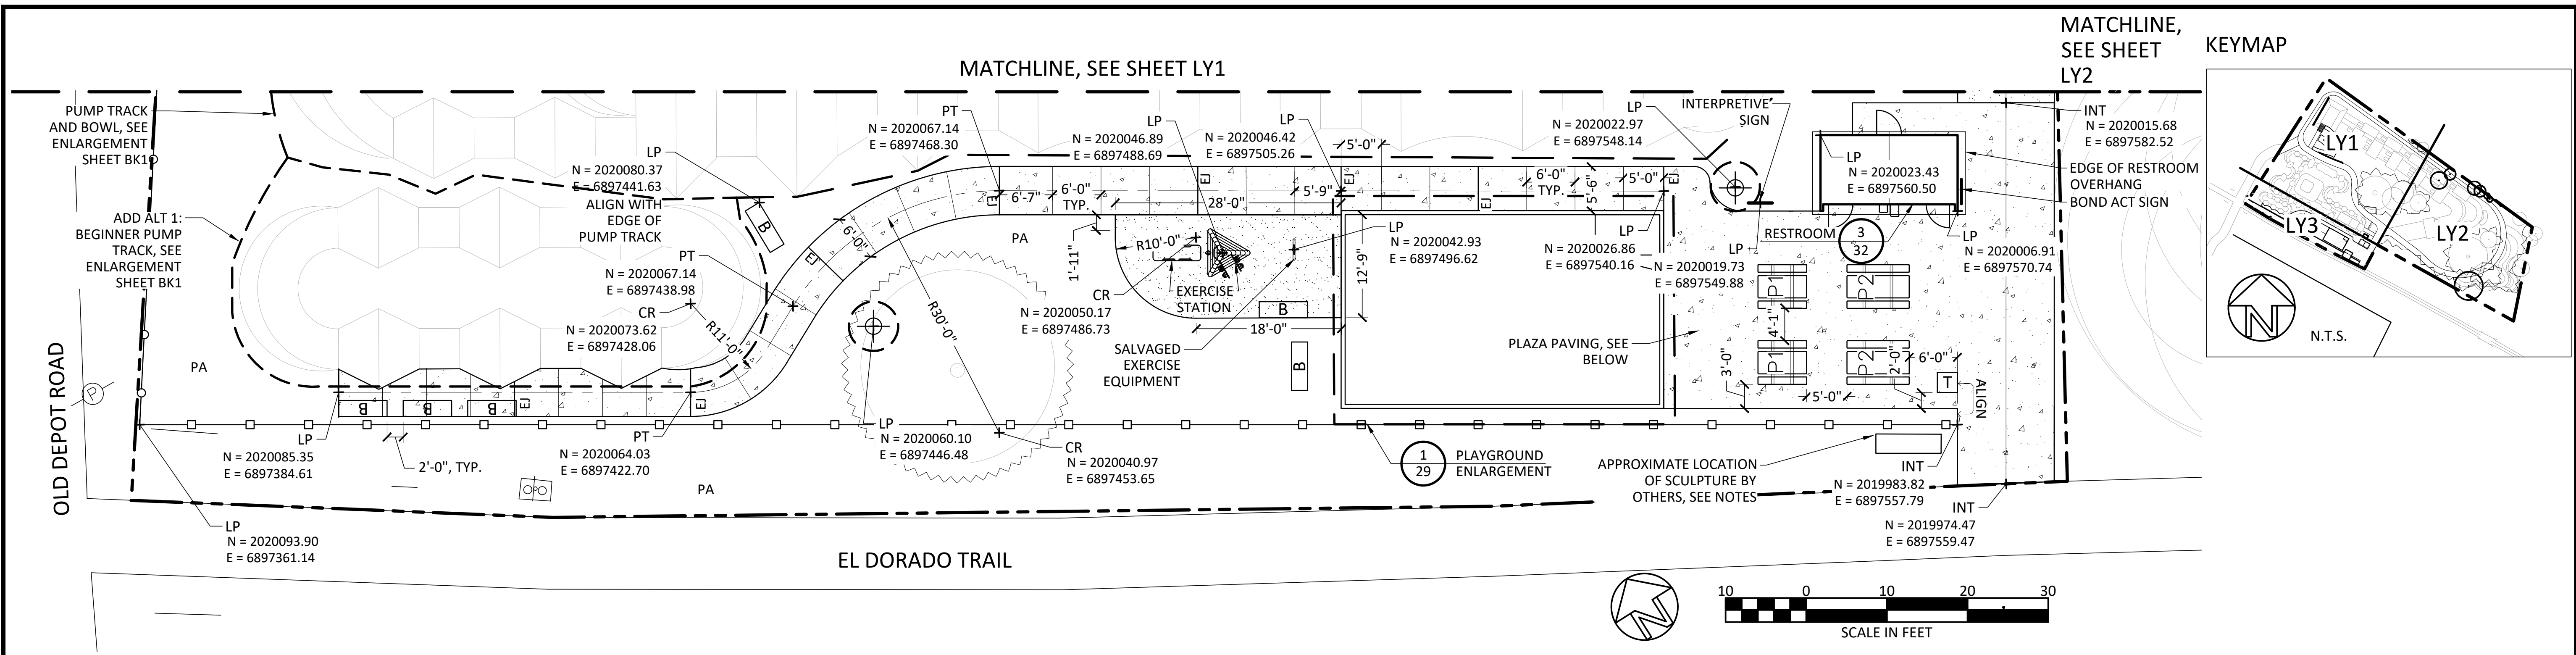 MATCHLINE, SEE SHEET LY1
MATCHLINE,
SEE SHEET
LY2
KEYMAP
LY1
LY2
LY3
N
N.T.S.
PUMP TRACK
AND BOWL, SEE
ENLARGEMENT
SHEET BK1
ADD ALT 1:
BEGINNER PUMP
TRACK, SEE
ENLARGEMENT
SHEET BK1
OLD DEPOT ROAD
P
PA
LP
N = 2020080.37
E = 6897441.63
ALIGN WITH
EDGE OF
PUMP TRACK
B
PT
N = 2020067.14
E = 6897438.98
CR
N = 2020073.62
E = 6897428.06
R11'-0"
PT
N = 2020067.14
E = 6897468.30
EJ
6'-0"
EJ
6'-7"
6'-0"
TYP.
LP
N = 2020046.89
E = 6897488.69
LP
N = 2020046.42
E = 6897505.26
EJ
5'-9"
EJ
5'-0"
28'-0"
PA
1'-11"
R10'-0"
EXERCISE
STATION
CR
N = 2020050.17
E = 6897486.73
B
18'-0"
12'-9"
SALVAGED
EXERCISE
EQUIPMENT
B
R30'-0"
LP
N = 2020042.93
E = 6897496.62
EJ
6'-0"
TYP.
5'-6"
5'-0"
EJ
LP
N = 2020022.97
E = 6897548.14
INTERPRETIVE
SIGN
LP
N = 2020026.86
E = 6897540.16
LP
N = 2020019.73
E = 6897549.88
LP
N = 2020023.43
E = 6897560.50
RESTROOM
3
32
INT
N = 2020015.68
E = 6897582.52
EDGE OF RESTROOM
OVERHANG
BOND ACT SIGN
LP
N = 2020006.91
E = 6897570.74
P1
P2
4'-1"
P1
P2
3'-0"
2'-0"
6'-0"
5'-0"
T
ALIGN
PLAZA PAVING, SEE
BELOW
B
B
B
EJ
EJ
LP
N = 2020085.35
E = 6897384.61
2'-0", TYP.
PT
N = 2020064.03
E = 6897422.70
LP
N = 2020060.10
E = 6897446.48
CR
N = 2020040.97
E = 6897453.65
PA
1
29
PLAYGROUND
ENLARGEMENT
APPROXIMATE LOCATION
OF SCULPTURE BY
OTHERS, SEE NOTES
INT
N = 2019983.82
E = 6897557.79
INT
N = 2019974.47
E = 6897559.47
LP
N = 2020093.90
E = 6897361.14
EL DORADO TRAIL
N
10 0 10 20 30
SCALE IN FEET